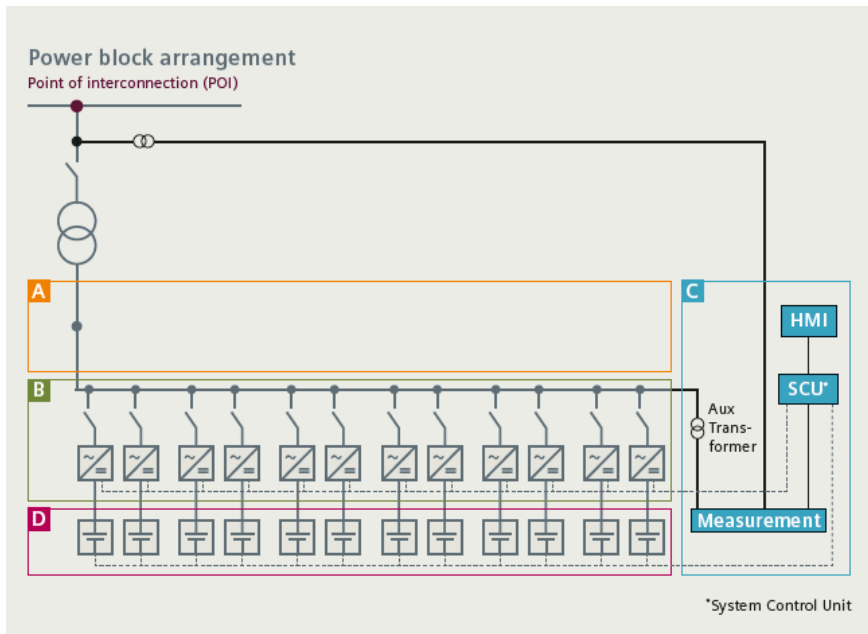 Power block arrangement
Point of interconnection (POI)
A
C
HMI
B
SCU*
Aux
Trans-
former
D
Measurement
*System Control Unit